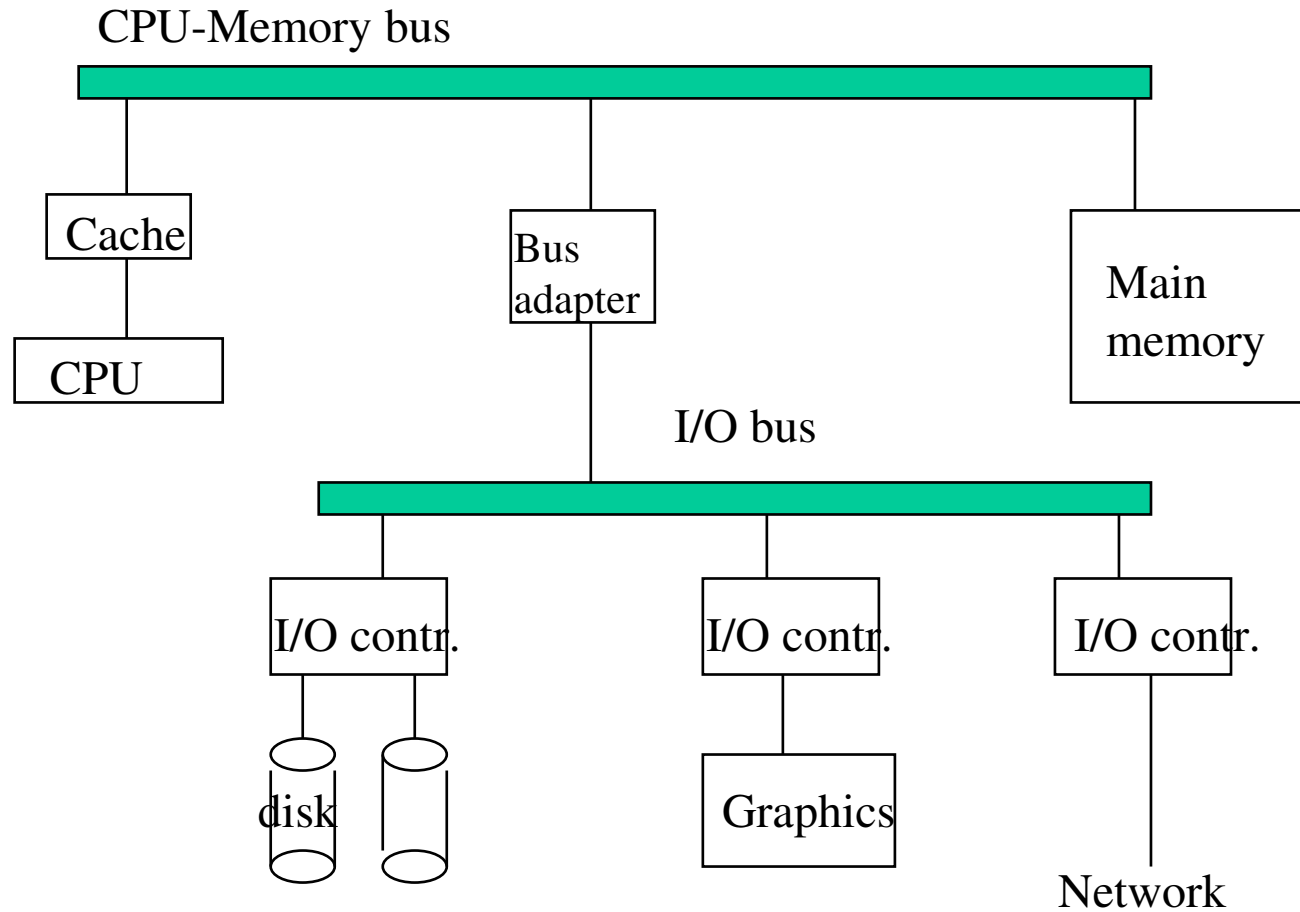 CPU-Memory bus
Cache
Bus
adapter
Main
memory
CPU
I/O bus
I/O contr.
I/O contr.
I/O contr.
disk
Graphics
Network